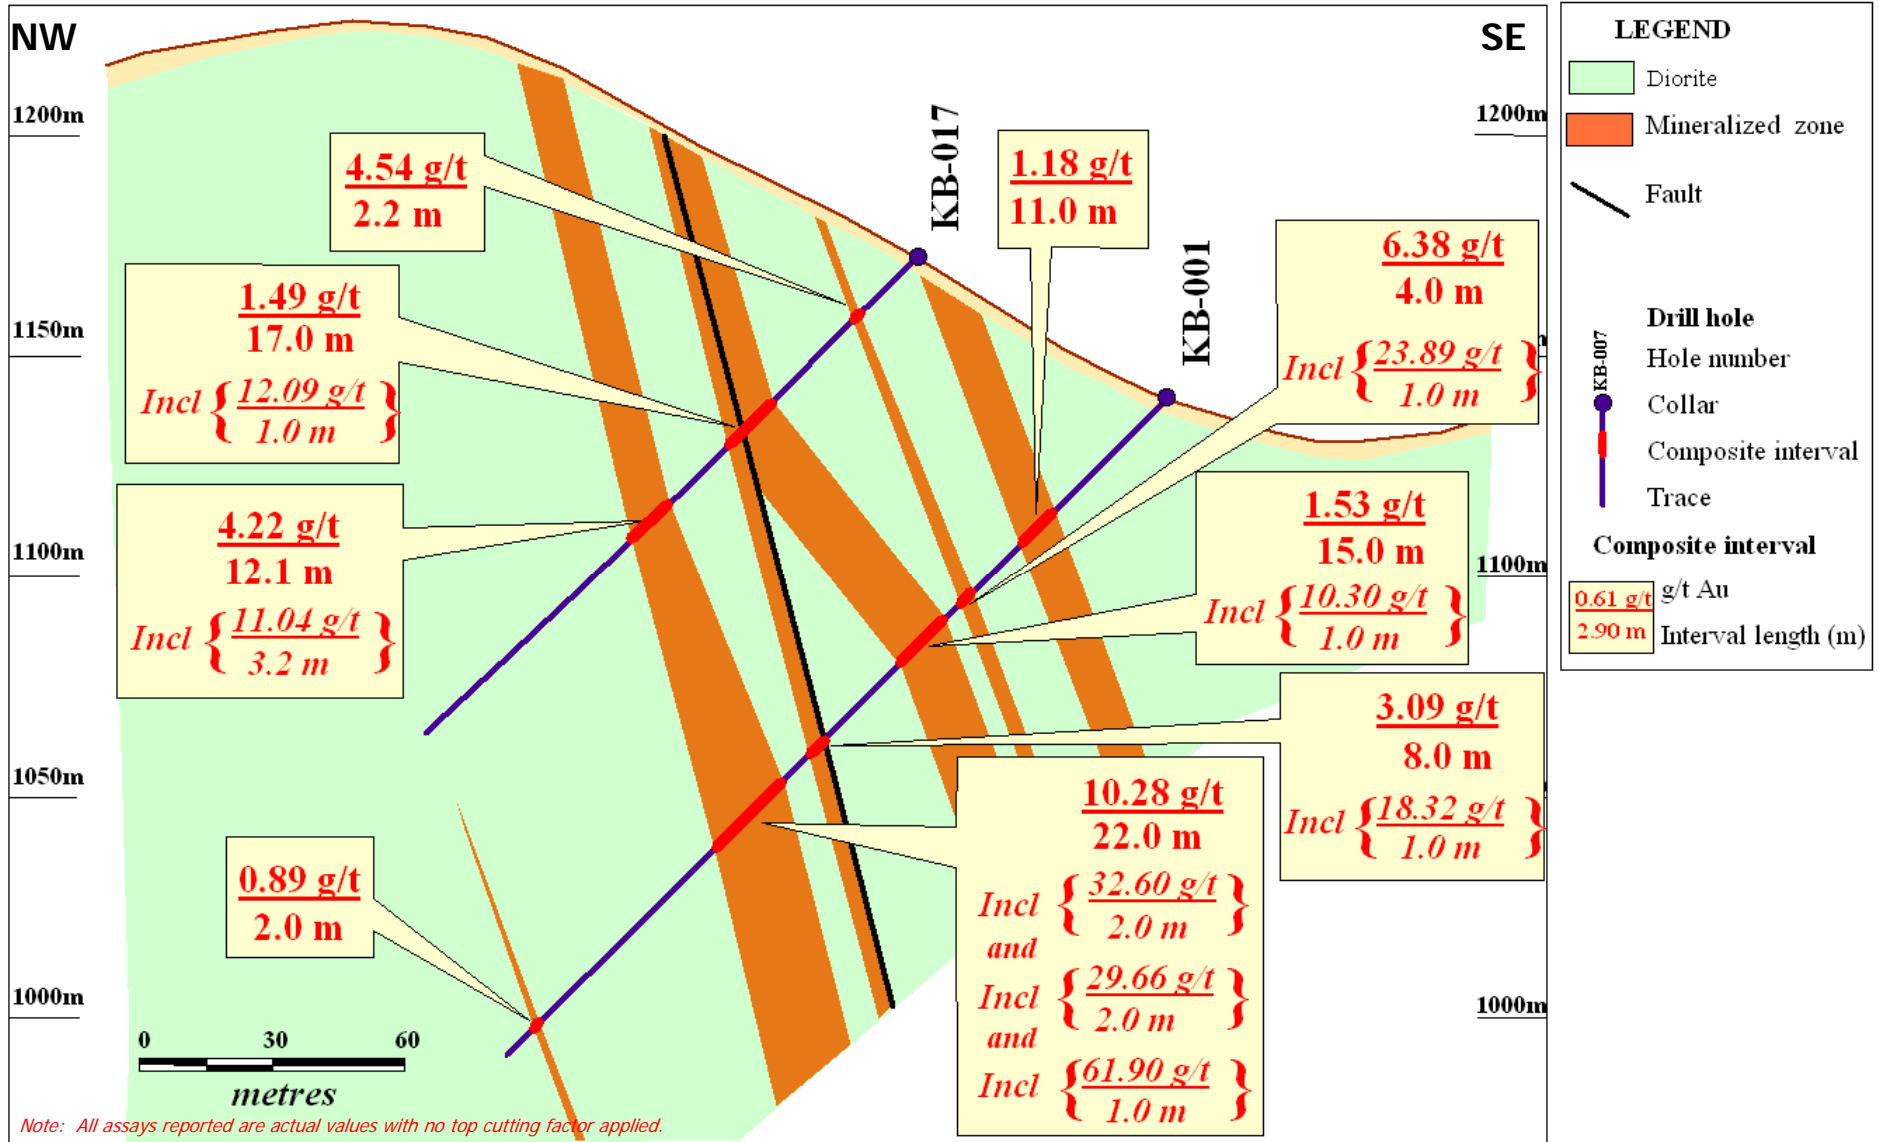 NW
SE
1200m
1150m
1100m
1050m
1000m
1200m
m
1100m
1000m
KB-017
KB-001
4.54 g/t
2.2 m
1.49 g/t
17.0 m
Incl { 12.09 g/t }
1.0 m
4.22 g/t
12.1 m
Incl { 11.04 g/t }
3.2 m
0.89 g/t
2.0 m
1.18 g/t
11.0 m
6.38 g/t
4.0 m
Incl { 23.89 g/t }
1.0 m
1.53 g/t
15.0 m
Incl { 10.30 g/t }
1.0 m
3.09 g/t
8.0 m
Incl { 18.32 g/t }
1.0 m
10.28 g/t
22.0 m
Incl { 32.60 g/t }
2.0 m
and
Incl { 29.66 g/t }
2.0 m
and
Incl { 61.90 g/t }
1.0 m
0 30 60
metres
Note: All assays reported are actual values with no top cutting factor applied.
LEGEND
Diorite
Mineralized zone
Fault
Drill hole
KB-007
Hole number
Collar
Composite interval
Trace
Composite interval
0.61 g/t
2.90 m
g/t Au
Interval length (m)